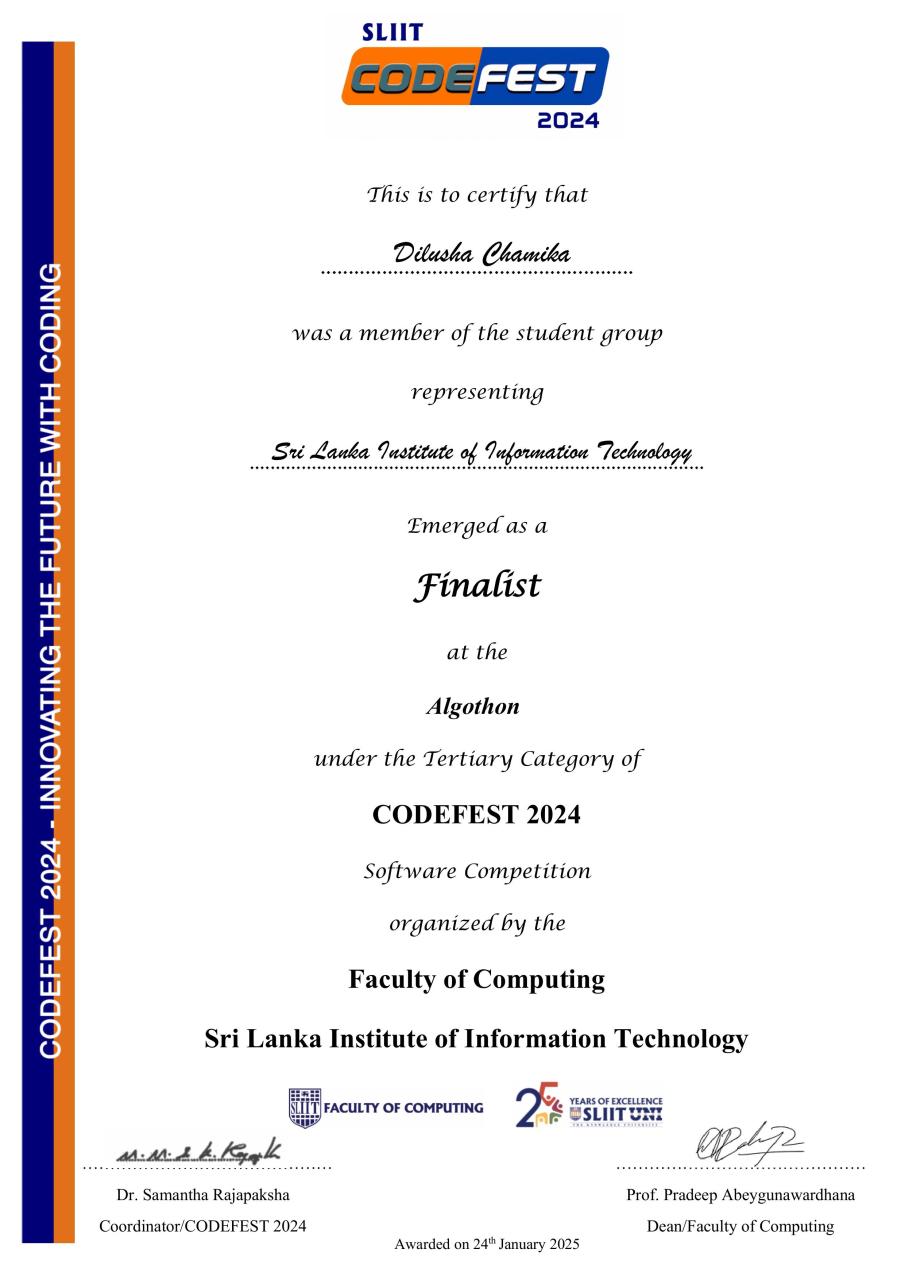 SLIIT
CODEFEST
2024
This is to certify that
Dilusha Chamika
was a member of the student group
representing
Sri Lanka Institute of Information Technology
Emerged as a
Finalist
at the
Algothon
under the Tertiary Category of
CODEFEST 2024
Software Competition
organized by the
Faculty of Computing
Sri Lanka Institute of Information Technology
SLIIT FACULTY OF COMPUTING
25 YEARS OF EXCELLENCE
SLIIT UNI
THE KNOWLEDGE UNIVERSITY
Dr. Samantha Rajapaksha
Coordinator/CODEFEST 2024
Prof. Pradeep Abeygunawardhana
Dean/Faculty of Computing
Awarded on 24th January 2025
CODEFEST 2024 - INNOVATING THE FUTURE WITH CODING